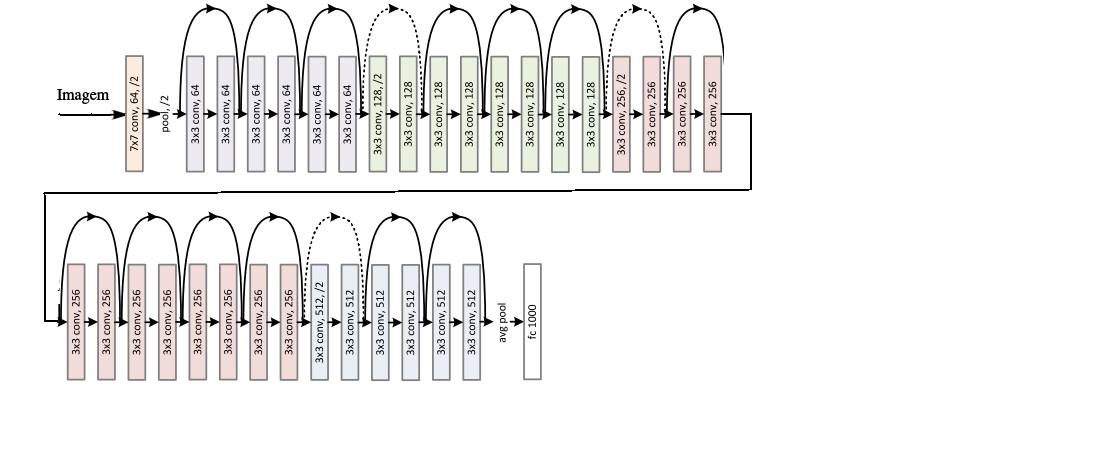 Imagem
7x7 conv, 64, /2
pool, /2
3x3 conv, 64
3x3 conv, 64
3x3 conv, 64
3x3 conv, 64
3x3 conv, 64
3x3 conv, 64
3x3 conv, 128, /2
3x3 conv, 128
3x3 conv, 128
3x3 conv, 128
3x3 conv, 128
3x3 conv, 128
3x3 conv, 128
3x3 conv, 128
3x3 conv, 256, /2
3x3 conv, 256
3x3 conv, 256
3x3 conv, 256
3x3 conv, 256
3x3 conv, 256
3x3 conv, 256
3x3 conv, 256
3x3 conv, 256
3x3 conv, 256
3x3 conv, 256
3x3 conv, 256
3x3 conv, 512, /2
3x3 conv, 512
3x3 conv, 512
3x3 conv, 512
3x3 conv, 512
3x3 conv, 512
avg pool
fc 1000